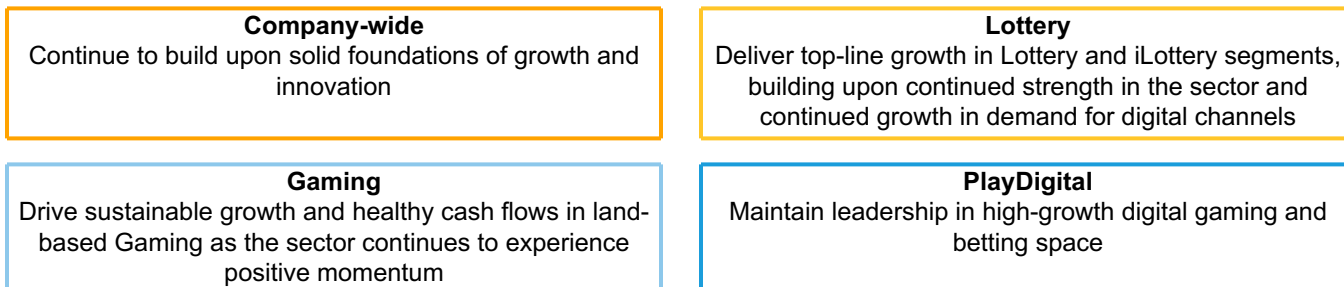 Company-wide
Continue to build upon solid foundations of growth and
innovation
Lottery
Deliver top-line growth in Lottery and iLottery segments,
building upon continued strength in the sector and
continued growth in demand for digital channels
Gaming
Drive sustainable growth and healthy cash flows in land-
based Gaming as the sector continues to experience
positive momentum
PlayDigital
Maintain leadership in high-growth digital gaming and
betting space